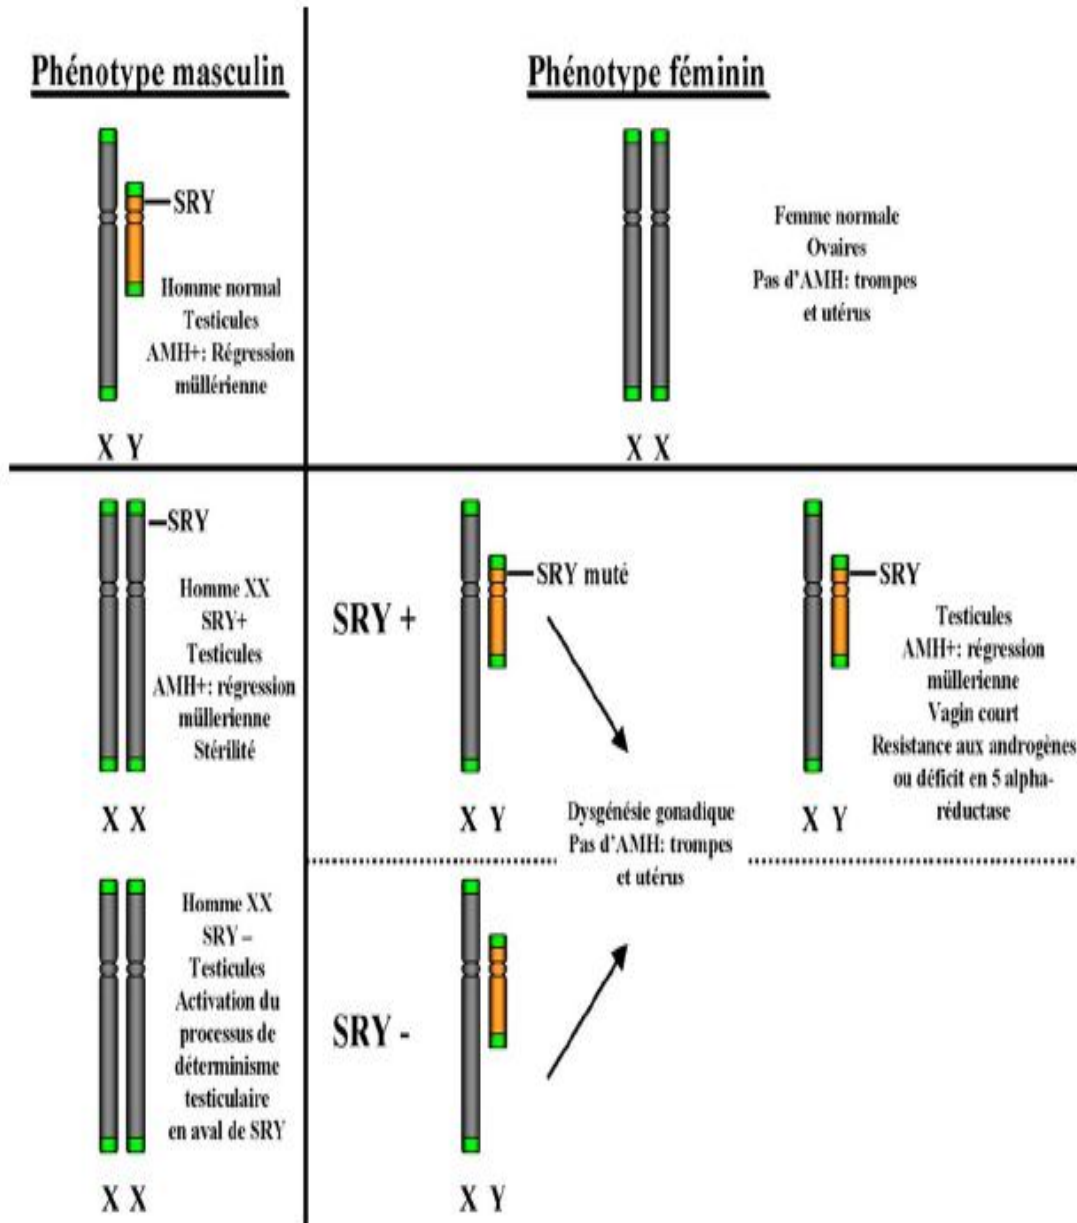 Phénotype masculin
SRY
Homme normal
Testicules
AMH+: Régression
müllérienne
X Y
Phénotype féminin
Femme normale
Ovaires
Pas d'AMH: trompes
et utérus
X X
SRY
Homme XX
SRY+
Testicules
AMH+: régression
müllerienne
Stérilité
X X
SRY +
SRY muté
X Y
SRY
Testicules
AMH+: régression
müllerienne
Vagin court
Resistance aux androgènes
ou déficit en 5 alpha-
réductase
X Y
Dysgénésie gonadique
Pas d'AMH: trompes
et utérus
Homme XX
SRY –
Testicules
Activation du
processus de
déterminisme
testiculaire
en aval de SRY
X X
SRY -
X Y